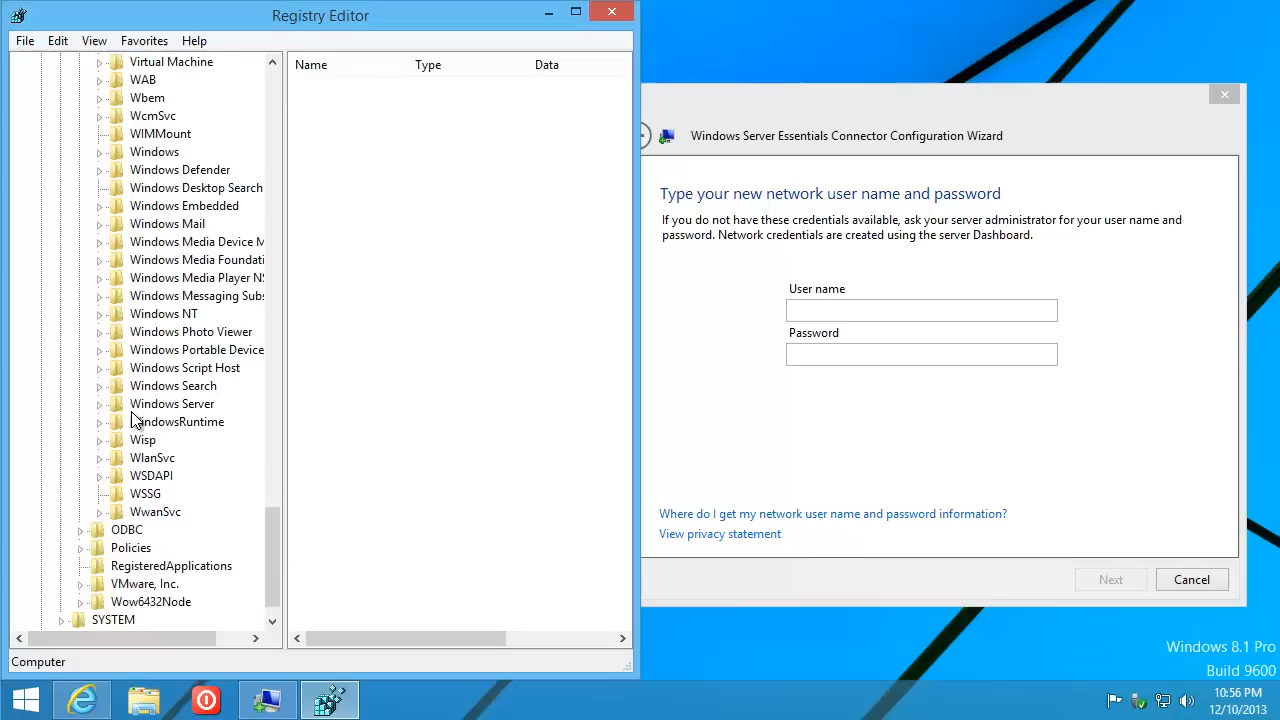 Registry Editor
File Edit View Favorites Help
Virtual Machine
WAB
Wbem
WcmSvc
WIMMount
Windows
Windows Defender
Windows Desktop Search
Windows Embedded
Windows Mail
Windows Media Device M
Windows Media Foundati
Windows Media Player NS
Windows Messaging Subs
Windows NT
Windows Photo Viewer
Windows Portable Device
Windows Script Host
Windows Search
Windows Server
WindowsRuntime
Wisp
WlanSvc
WSDAPI
WSSG
WwanSvc
ODBC
Policies
RegisteredApplications
VMware, Inc.
Wow6432Node
SYSTEM
Name Type Data
Computer
Windows Server Essentials Connector Configuration Wizard
Type your new network user name and password
If you do not have these credentials available, ask your server administrator for your user name and
password. Network credentials are created using the server Dashboard.
User name
Password
Where do I get my network user name and password information?
View privacy statement
Next Cancel
Windows 8.1 Pro
Build 9600
10:56 PM
12/10/2013